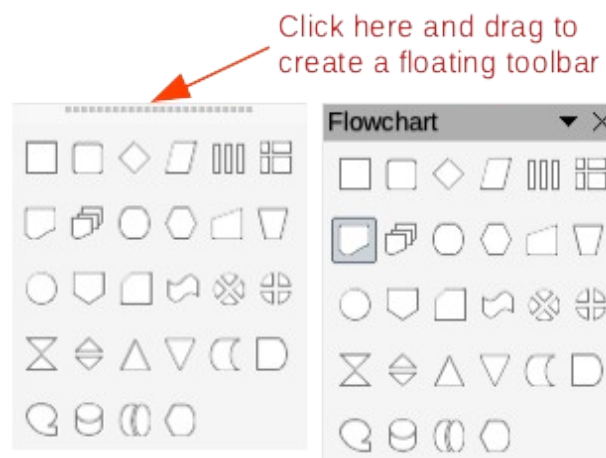 Click here and drag to
create a floating toolbar
Flowchart